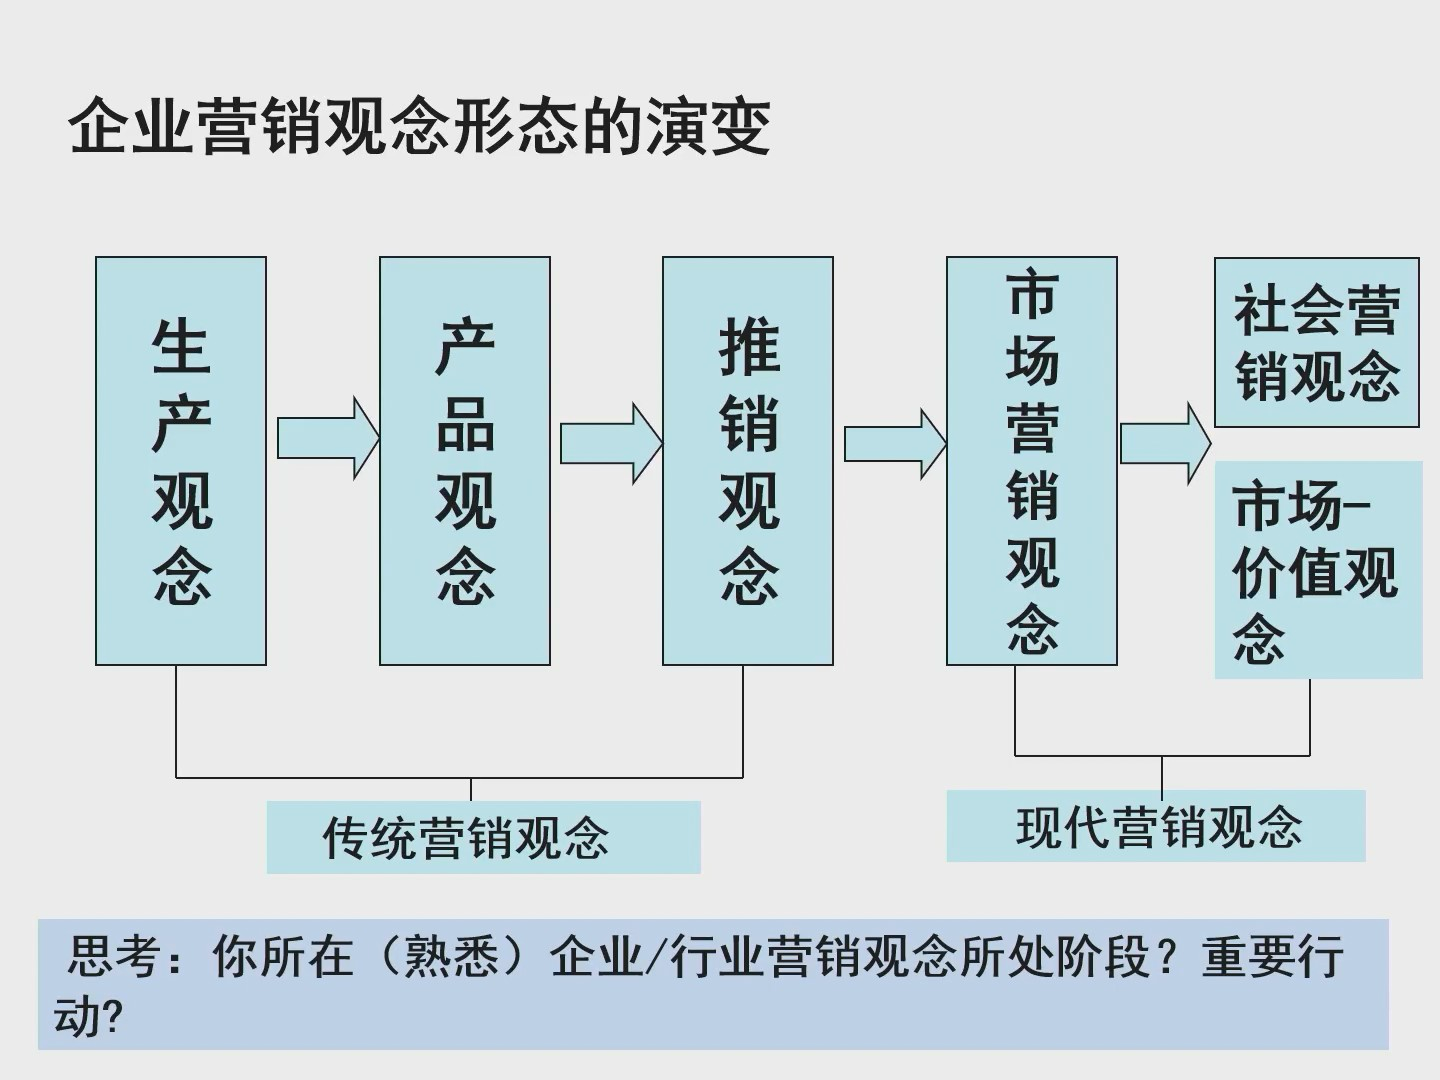 企业营销观念形态的演变
生产观念
产品观念
推销观念
市场营销观念
社会营
销观念
市场–
价值观
念
传统营销观念
现代营销观念
思考：你所在（熟悉）企业/行业营销观念所处阶段？重要行
动?